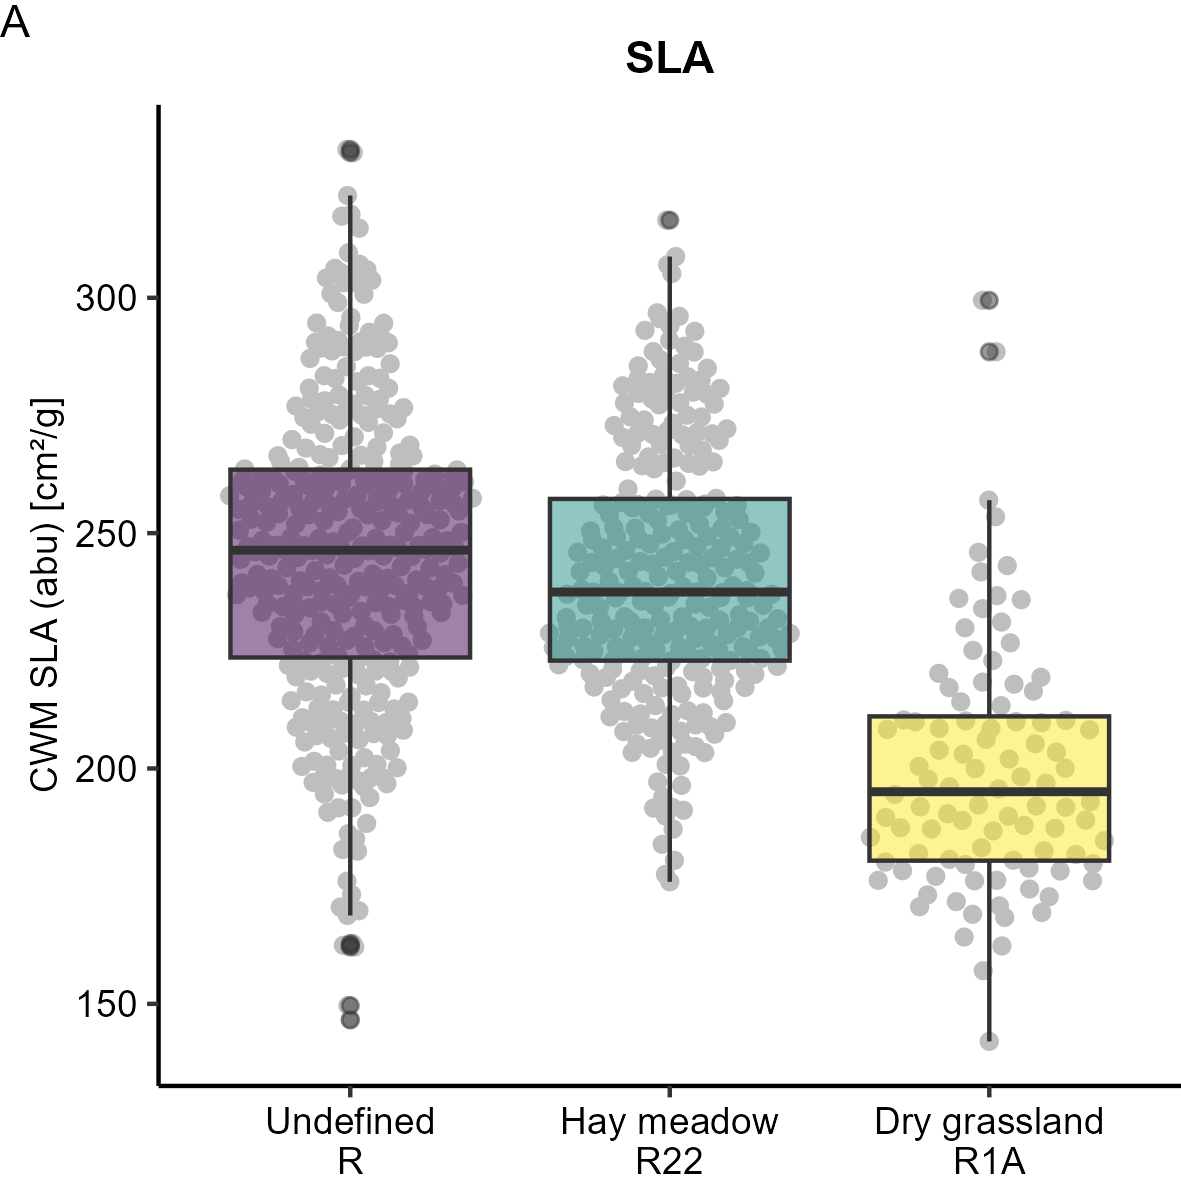 A
SLA
CWM SLA (abu) [cm²/g]
300
250
200
150
Undefined
R
Hay meadow
R22
Dry grassland
R1A